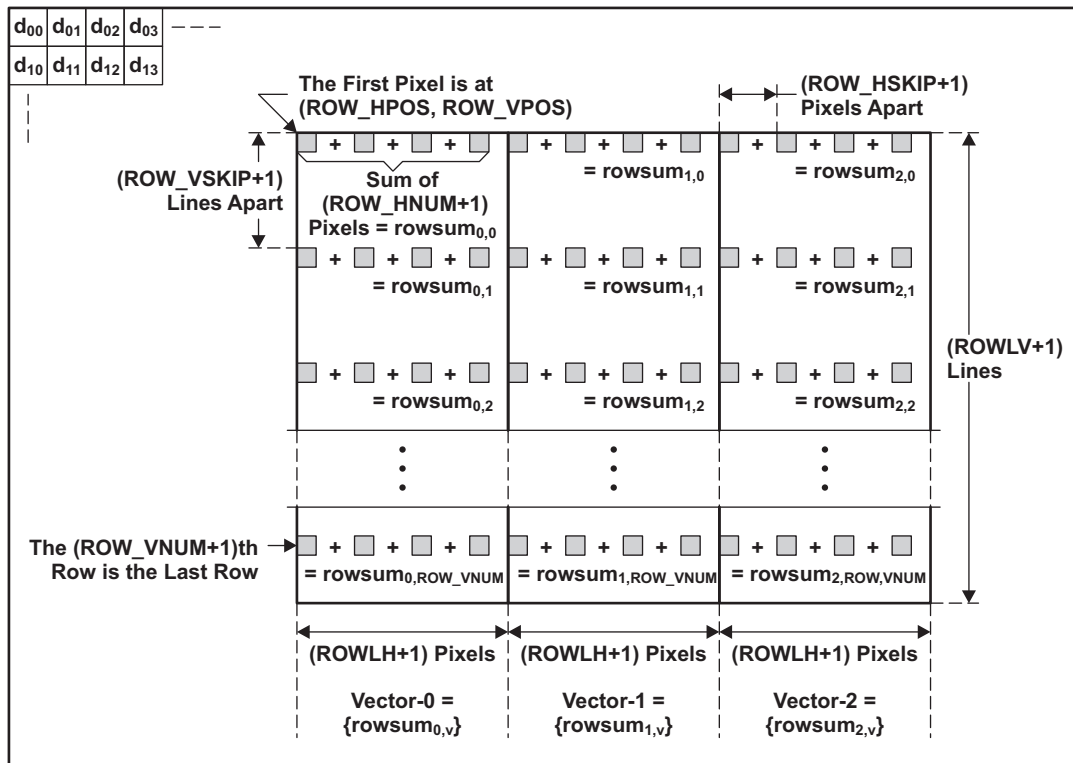 d00 d01 d02 d03
d10 d11 d12 d13
The First Pixel is at
(ROW_HPOS, ROW_VPOS)
(ROW_HSKIP+1)
Pixels Apart
+ + +
+ + +
+ + +
(ROW_VSKIP+1)
Lines Apart
Sum of
(ROW_HNUM+1)
Pixels = rowsum0,0
= rowsum1,0
= rowsum2,0
+ + +
+ + +
+ + +
= rowsum0,1
= rowsum1,1
= rowsum2,1
(ROWLV+1)
Lines
+ + +
+ + +
+ + +
= rowsum0,2
= rowsum1,2
= rowsum2,2
The (ROW_VNUM+1)th
Row is the Last Row
+ + +
+ + +
+ + +
= rowsum0,ROW_VNUM
= rowsum1,ROW_VNUM
= rowsum2,ROW,VNUM
(ROWLH+1) Pixels
(ROWLH+1) Pixels
(ROWLH+1) Pixels
Vector-0 =
{rowsum0,v}
Vector-1 =
{rowsum1,v}
Vector-2 =
{rowsum2,v}